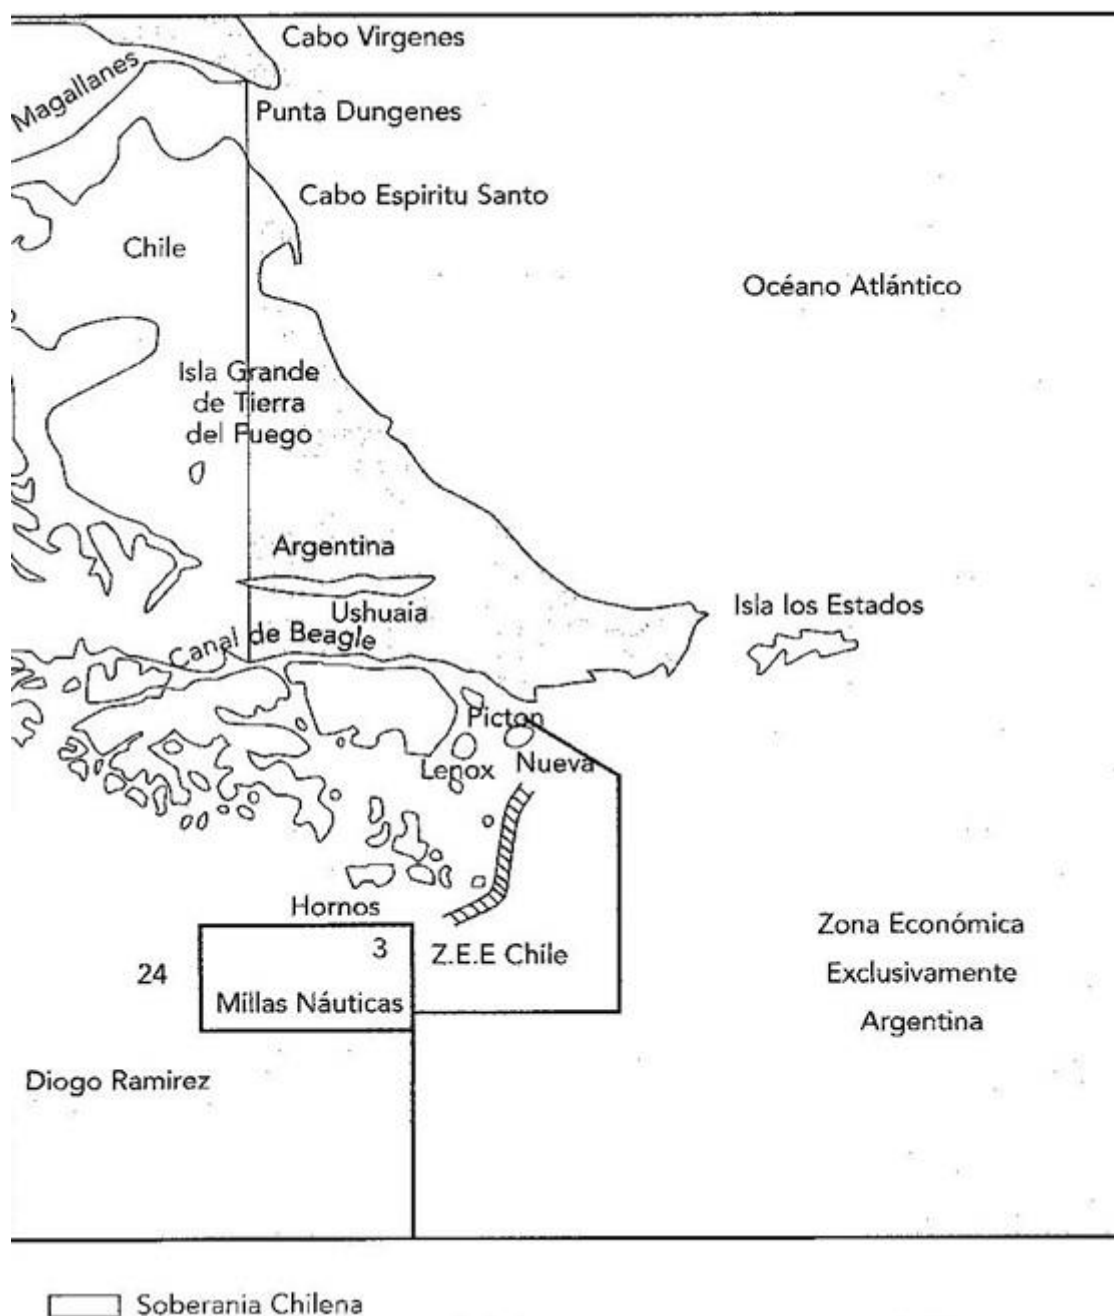 Cabo Virgenes
Magallanes
Punta Dungenes
Cabo Espiritu Santo
Chile
Océano Atlántico
Isla Grande
de Tierra
del Fuego
Argentina
Ushuaia
Isla los Estados
Canal de Beagle
Picton
Lenox
Nueva
Hornos
Zona Económica
3
Z.E.E Chile
24
Exclusivamente
Millas Náuticas
Argentina
Diogo Ramirez
Soberania Chilena